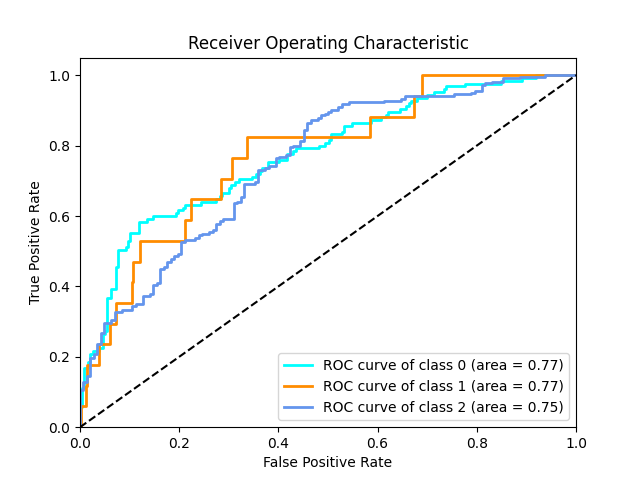 Receiver Operating Characteristic
True Positive Rate
1.0
0.8
0.6
0.4
0.2
0.0
ROC curve of class 0 (area = 0.77)
ROC curve of class 1 (area = 0.77)
ROC curve of class 2 (area = 0.75)
0.0 0.2 0.4 0.6 0.8 1.0
False Positive Rate